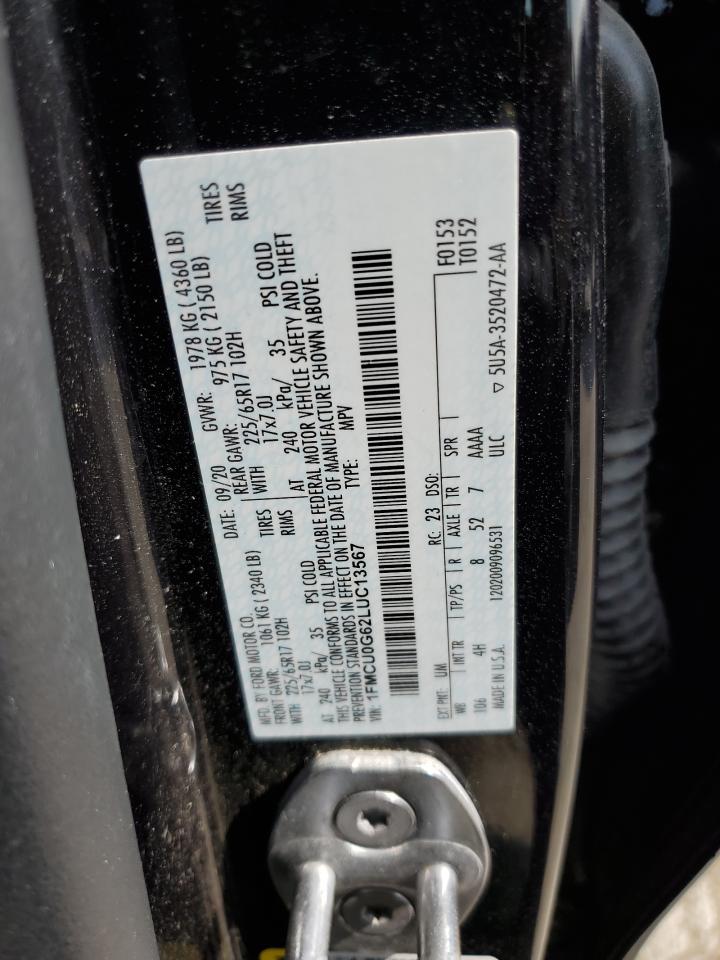 MFD. BY FORD MOTOR CO.
DATE: 09/20 GVWR: 1978 KG ( 4360 LB)
FRONT GAWR: 1061 KG ( 2340 LB) REAR GAWR: 975 KG ( 2150 LB)
WITH 225/65R17 102H TIRES WITH 225/65R17 102H TIRES
17x7.0J RIMS 17x7.0J RIMS
AT 240 kPa/ 35 PSI COLD AT 240 kPa/ 35 PSI COLD
THIS VEHICLE CONFORMS TO ALL APPLICABLE FEDERAL MOTOR VEHICLE SAFETY AND THEFT
PREVENTION STANDARDS IN EFFECT ON THE DATE OF MANUFACTURE SHOWN ABOVE.
VIN: 1FMCU0G62LUC13567 TYPE: MPV
F0153
T0152
EXT PNT: UM RC: 23 DSO:
WB INT TR TP/PS R AXLE TR SPR
106 4H 8 52 7 AAAA
MADE IN U.S.A. 1202009096531 ULC
▽ 5U5A-3520472-AA